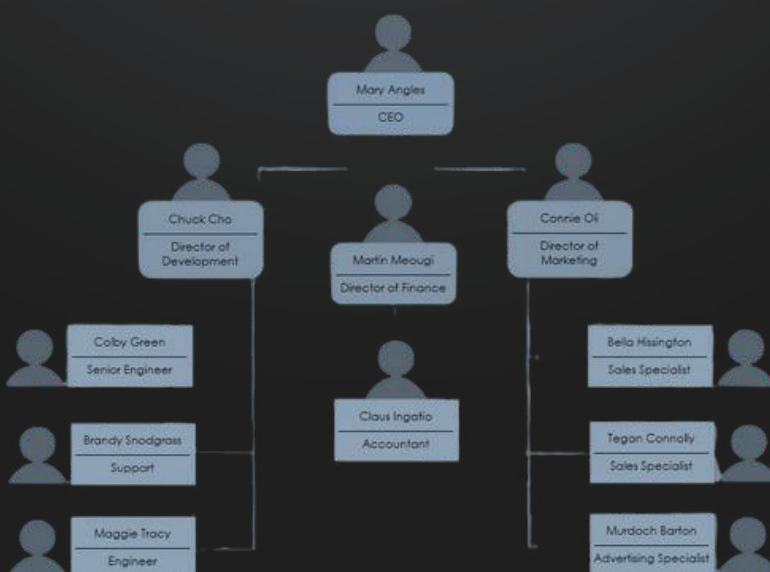 Mary Angles
CEO
Chuck Cho
Director of
Development
Martin Meougi
Director of Finance
Connie Oii
Director of
Marketing
Colby Green
Senior Engineer
Brandy Snodgrass
Support
Maggie Tracy
Engineer
Claus Ingatio
Accountant
Bella Hissington
Sales Specialist
Tegan Connolly
Sales Specialist
Murdoch Barton
Advertising Specialist